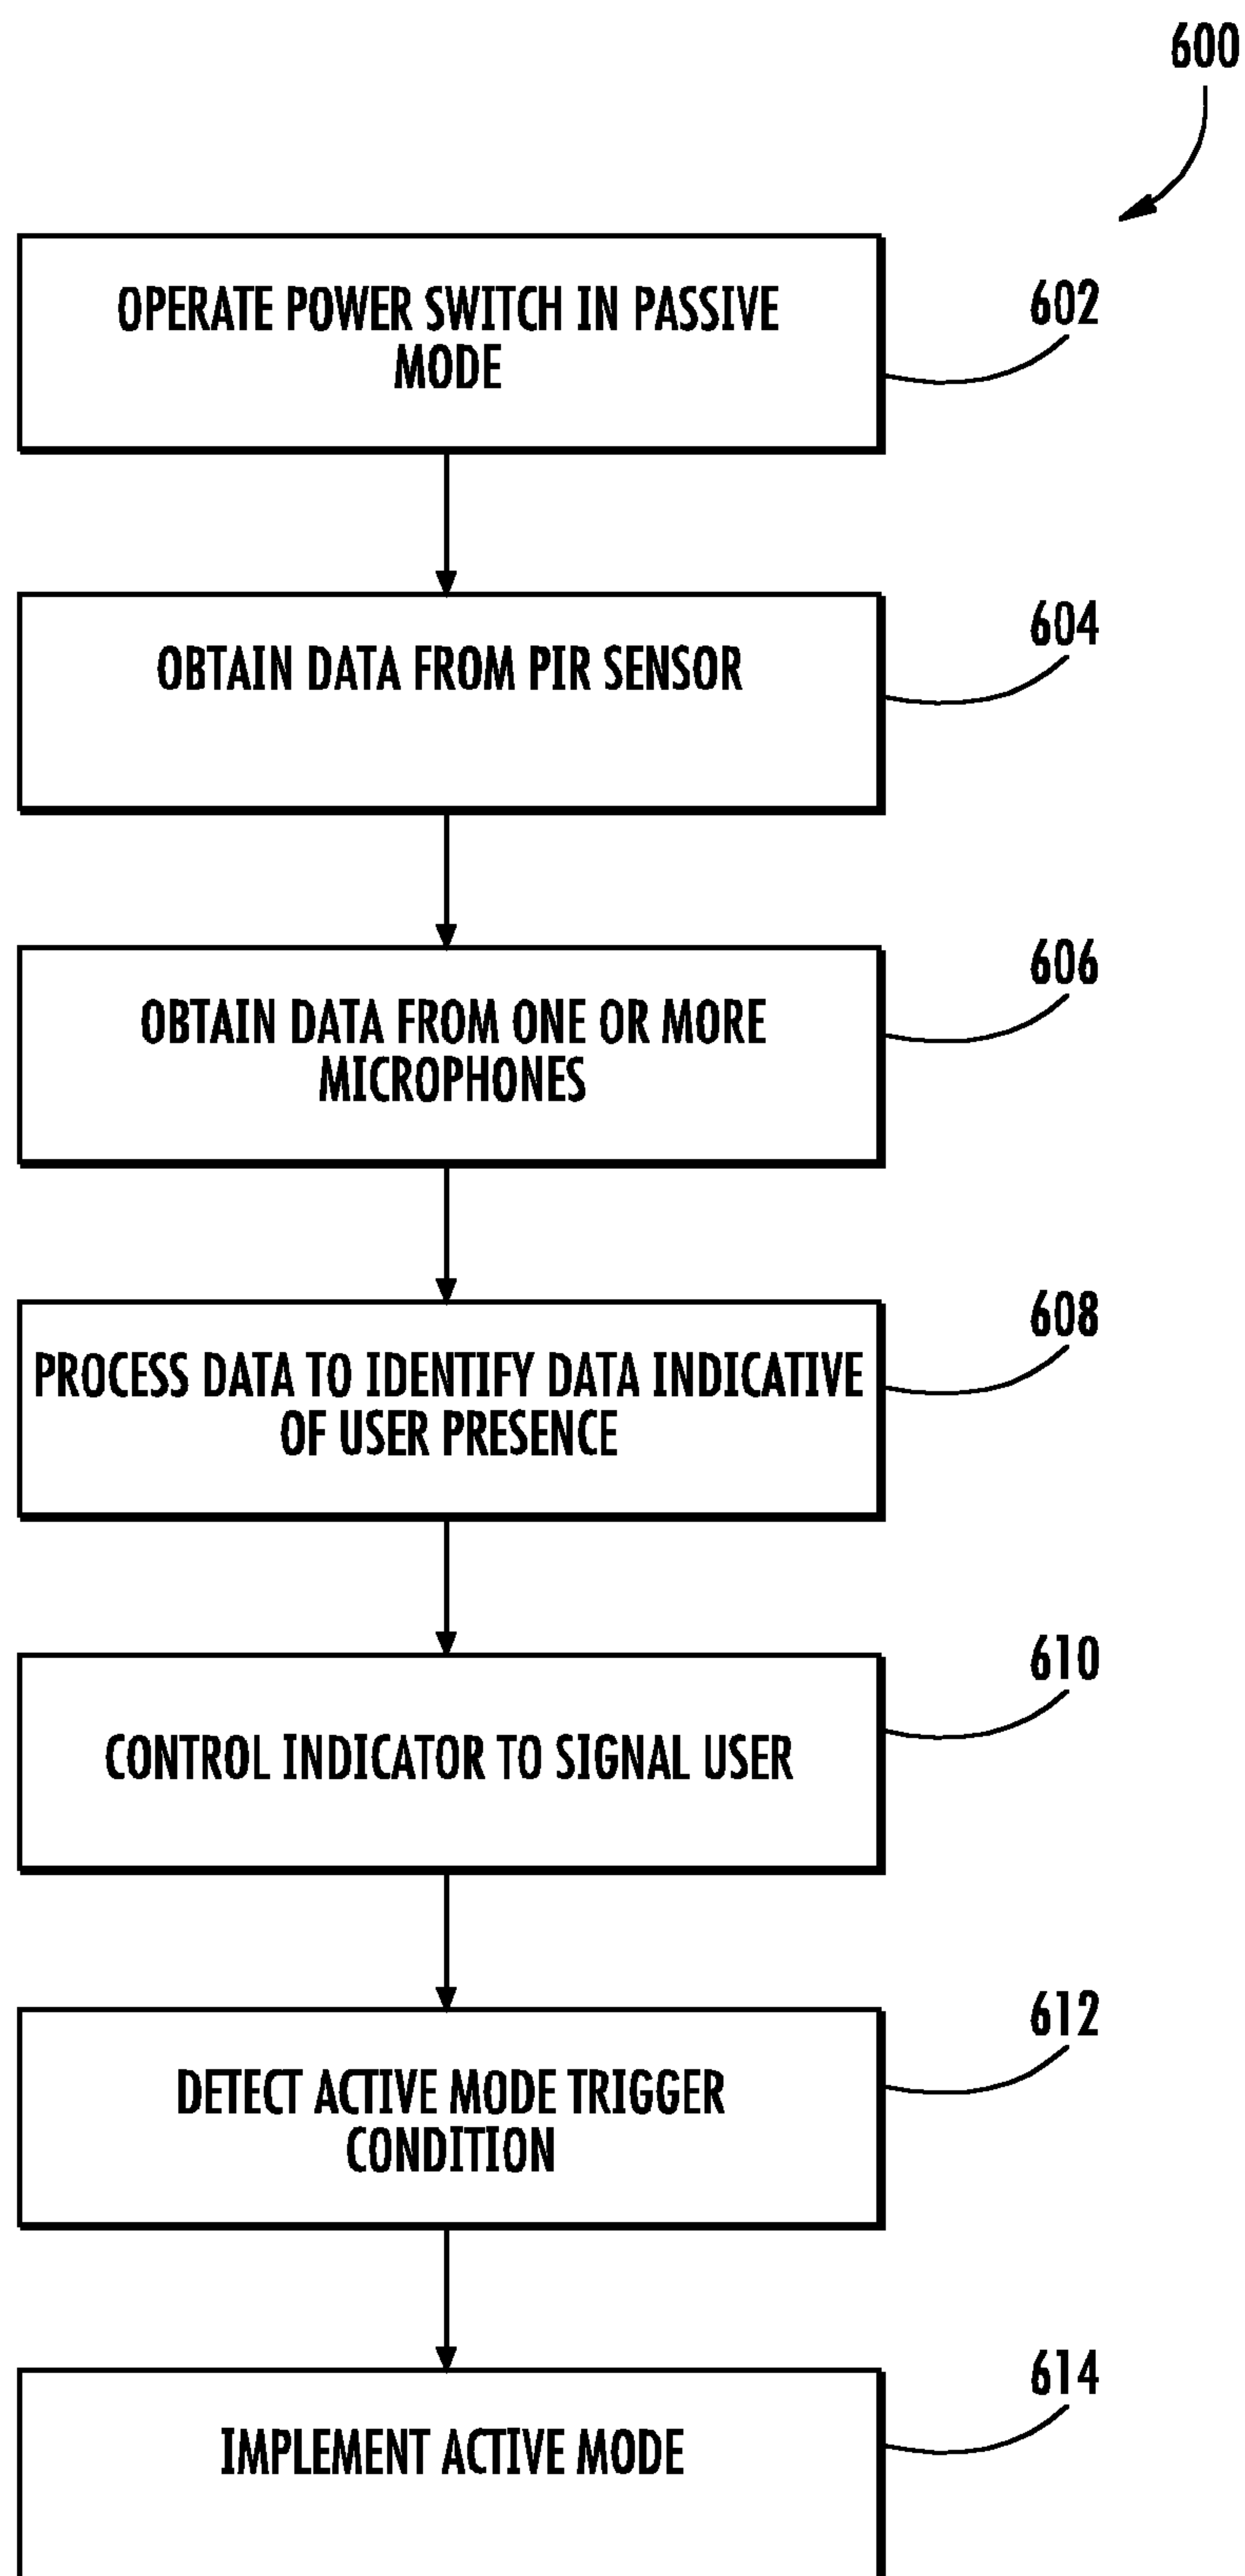 600
OPERATE POWER SWITCH IN PASSIVE
MODE
602
OBTAIN DATA FROM PIR SENSOR
604
OBTAIN DATA FROM ONE OR MORE
MICROPHONES
606
PROCESS DATA TO IDENTIFY DATA INDICATIVE
OF USER PRESENCE
608
CONTROL INDICATOR TO SIGNAL USER
610
DETECT ACTIVE MODE TRIGGER
CONDITION
612
IMPLEMENT ACTIVE MODE
614